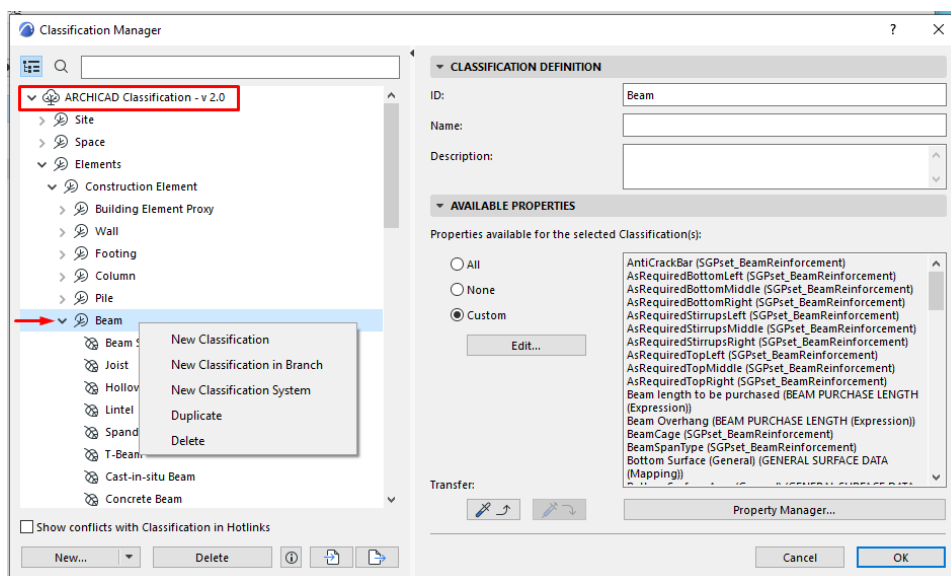 Classification Manager
?
ARCHICAD Classification - v 2.0
Site
Space
Elements
Construction Element
Building Element Proxy
Wall
Footing
Column
Pile
Beam
Beam S
Joist
Hollov
Lintel
Spand
T-Beam
Cast-in-situ Beam
Concrete Beam
New Classification
New Classification in Branch
New Classification System
Duplicate
Delete
Show conflicts with Classification in Hotlinks
New...
Delete
CLASSIFICATION DEFINITION
ID:
Beam
Name:
Description:
AVAILABLE PROPERTIES
Properties available for the selected Classification(s):
All
None
Custom
Edit...
AntiCrackBar (SGPset_BeamReinforcement)
AsRequiredBottomLeft (SGPset_BeamReinforcement)
AsRequiredBottomMiddle (SGPset_BeamReinforcement)
AsRequiredBottomRight (SGPset_BeamReinforcement)
AsRequiredStirrupsLeft (SGPset_BeamReinforcement)
AsRequiredStirrupsMiddle (SGPset_BeamReinforcement)
AsRequiredStirrupsRight (SGPset_BeamReinforcement)
AsRequiredTopLeft (SGPset_BeamReinforcement)
AsRequiredTopMiddle (SGPset_BeamReinforcement)
AsRequiredTopRight (SGPset_BeamReinforcement)
Beam length to be purchased (BEAM PURCHASE LENGTH
(Expression))
Beam Overhang (BEAM PURCHASE LENGTH (Expression))
BeamCage (SGPset_BeamReinforcement)
BeamSpanType (SGPset_BeamReinforcement)
Bottom Surface (General) (GENERAL SURFACE DATA
(Mapping))
Transfer:
Property Manager...
Cancel
OK